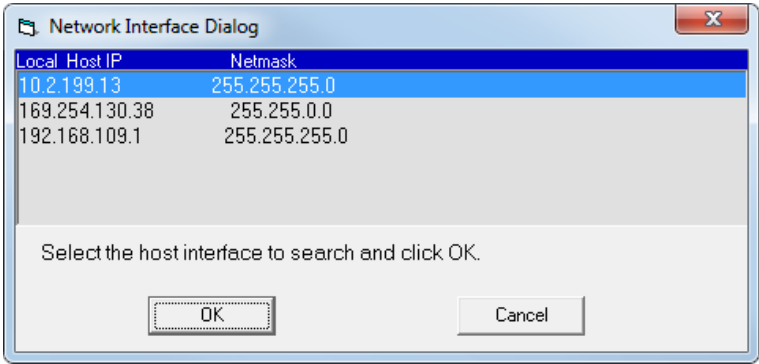 Network Interface Dialog
Local Host IP Netmask
10.2.199.13 255.255.255.0
169.254.130.38 255.255.0.0
192.168.109.1 255.255.255.0
Select the host interface to search and click OK.
OK Cancel